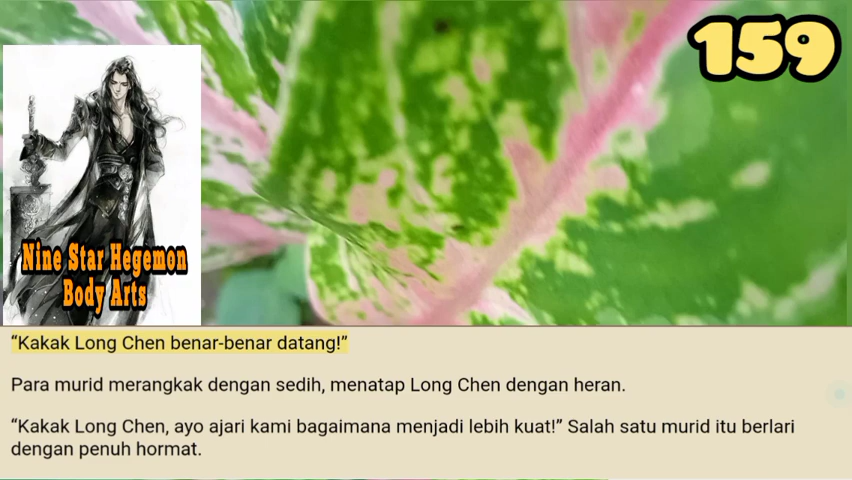 159
Nine Star Hegemon
Body Arts
“Kakak Long Chen benar-benar datang!”
Para murid merangkak dengan sedih, menatap Long Chen dengan heran.
“Kakak Long Chen, ayo ajari kami bagaimana menjadi lebih kuat!” Salah satu murid itu berlari
dengan penuh hormat.